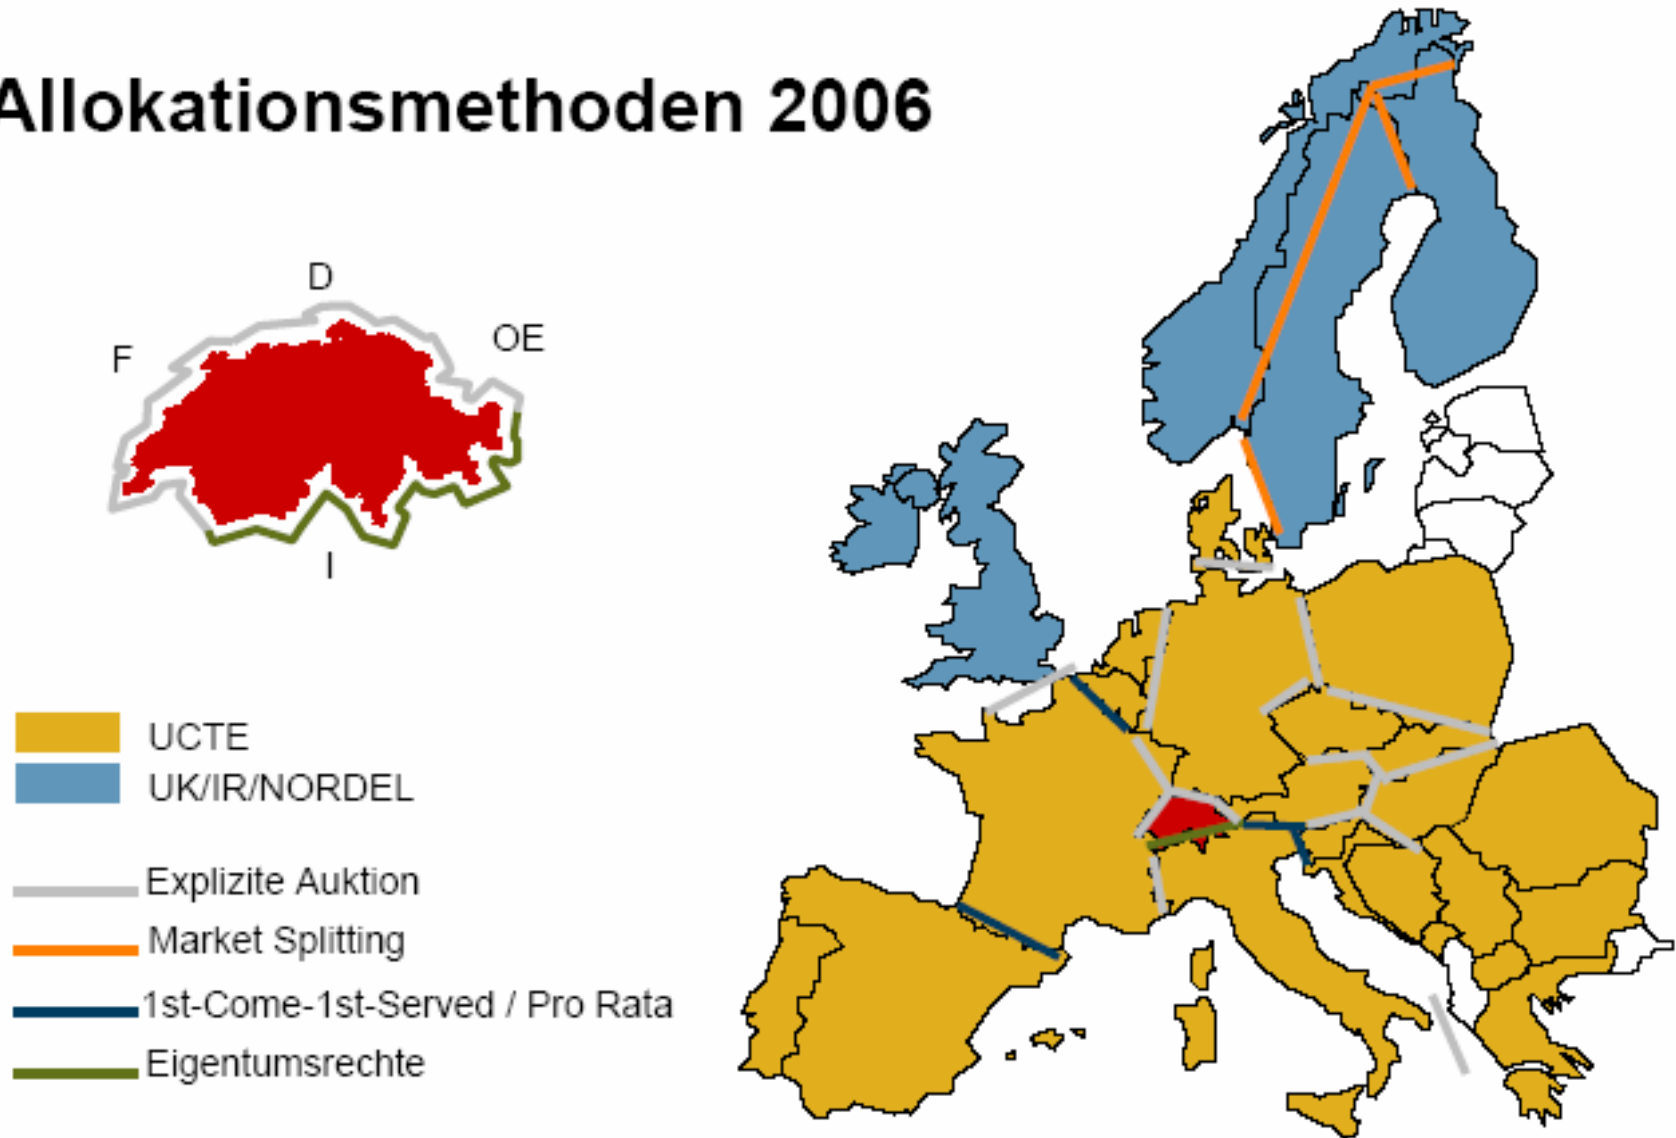 Allokationsmethoden 2006
D
OE
F
I
UCTE
UK/IR/NORDEL
Explizite Auktion
Market Splitting
1st-Come-1st-Served / Pro Rata
Eigentumsrechte